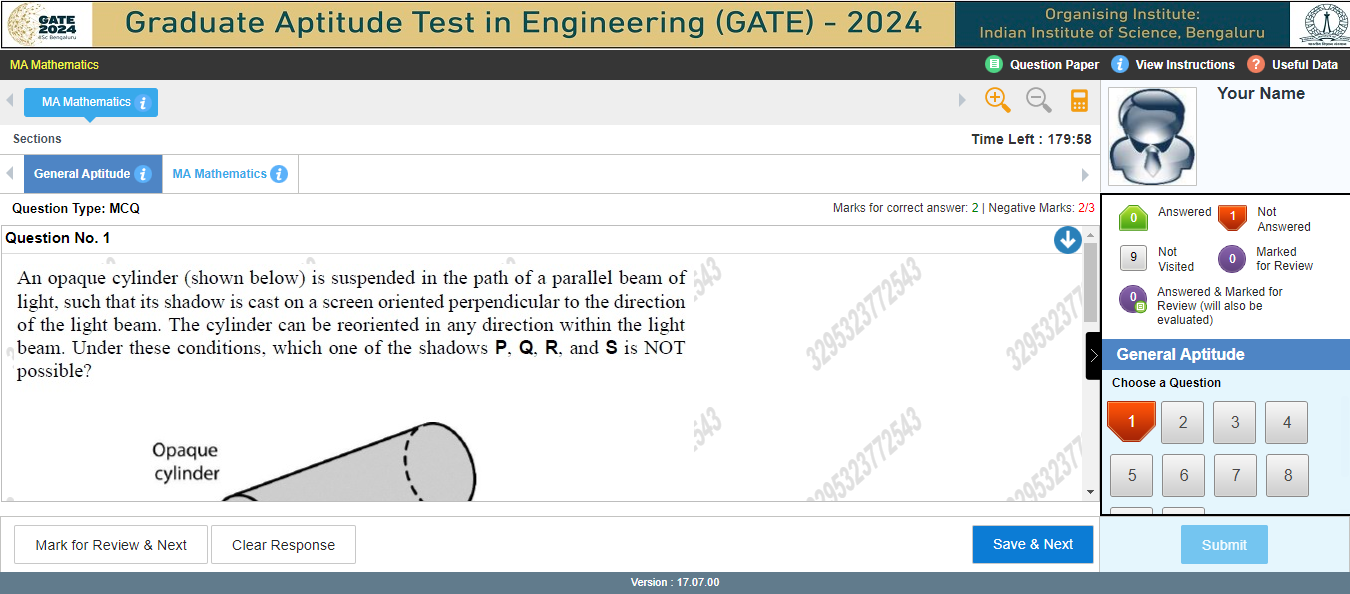 GATE
2024
IISc Bengaluru
Graduate Aptitude Test in Engineering (GATE) - 2024
Organising Institute:
Indian Institute of Science, Bengaluru
MA Mathematics
Question Paper
View Instructions
Useful Data
MA Mathematics
Your Name
Sections
Time Left : 179:58
General Aptitude
MA Mathematics
Question Type: MCQ
Marks for correct answer: 2 | Negative Marks: 2/3
Question No. 1
An opaque cylinder (shown below) is suspended in the path of a parallel beam of
light, such that its shadow is cast on a screen oriented perpendicular to the direction
of the light beam. The cylinder can be reoriented in any direction within the light
beam. Under these conditions, which one of the shadows P, Q, R, and S is NOT
possible?
Opaque
cylinder
3295323772543
0 Answered
1 Not
Answered
9 Not
Visited
0 Marked
for Review
0 Answered & Marked for
Review (will also be
evaluated)
General Aptitude
Choose a Question
1 2 3 4
5 6 7 8
Mark for Review & Next
Clear Response
Save & Next
Submit
Version : 17.07.00